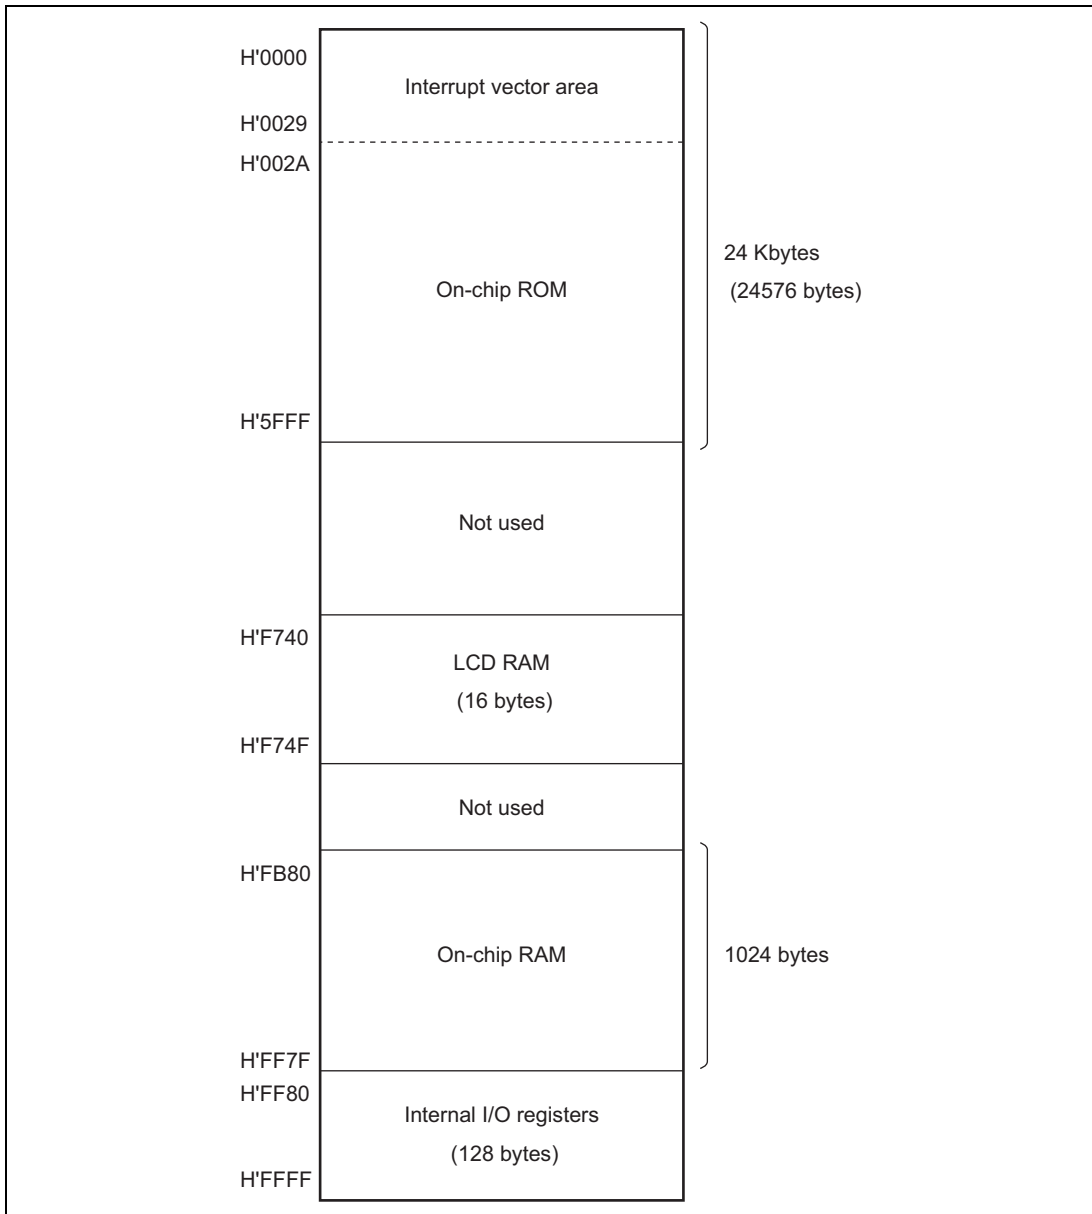 H'0000
Interrupt vector area
H'0029
H'002A
24 Kbytes
(24576 bytes)
On-chip ROM
H'5FFF
Not used
H'F740
LCD RAM
(16 bytes)
H'F74F
Not used
H'FB80
On-chip RAM
1024 bytes
H'FF7F
H'FF80
Internal I/O registers
(128 bytes)
H'FFFF